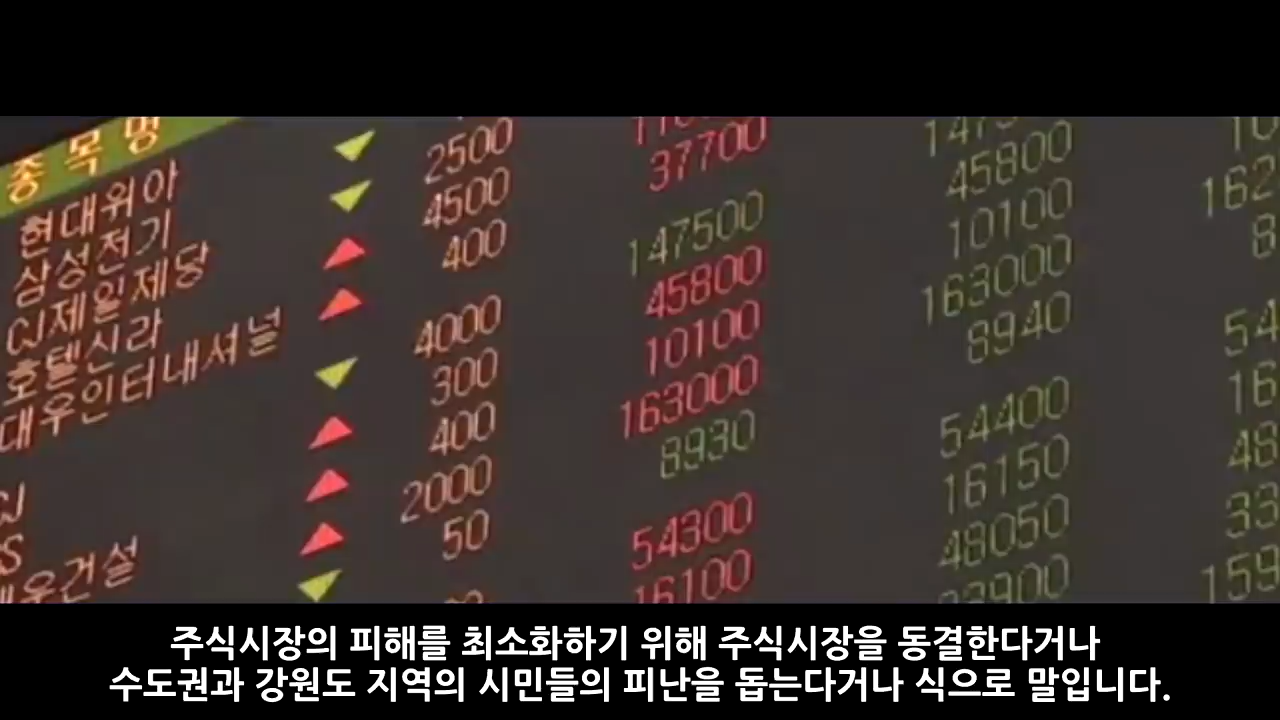 종목명
현대위아
삼성전기
CJ제일제당
호텔신라
대우인터내셔널
2500
4500
400
4000
300
400
2000
50
37700
147500
45800
10100
163000
8930
54300
16100
45800
10100
163000
8940
54400
16150
48050
주식시장의 피해를 최소화하기 위해 주식시장을 동결한다거나
수도권과 강원도 지역의 시민들의 피난을 돕는다거나 식으로 말입니다.